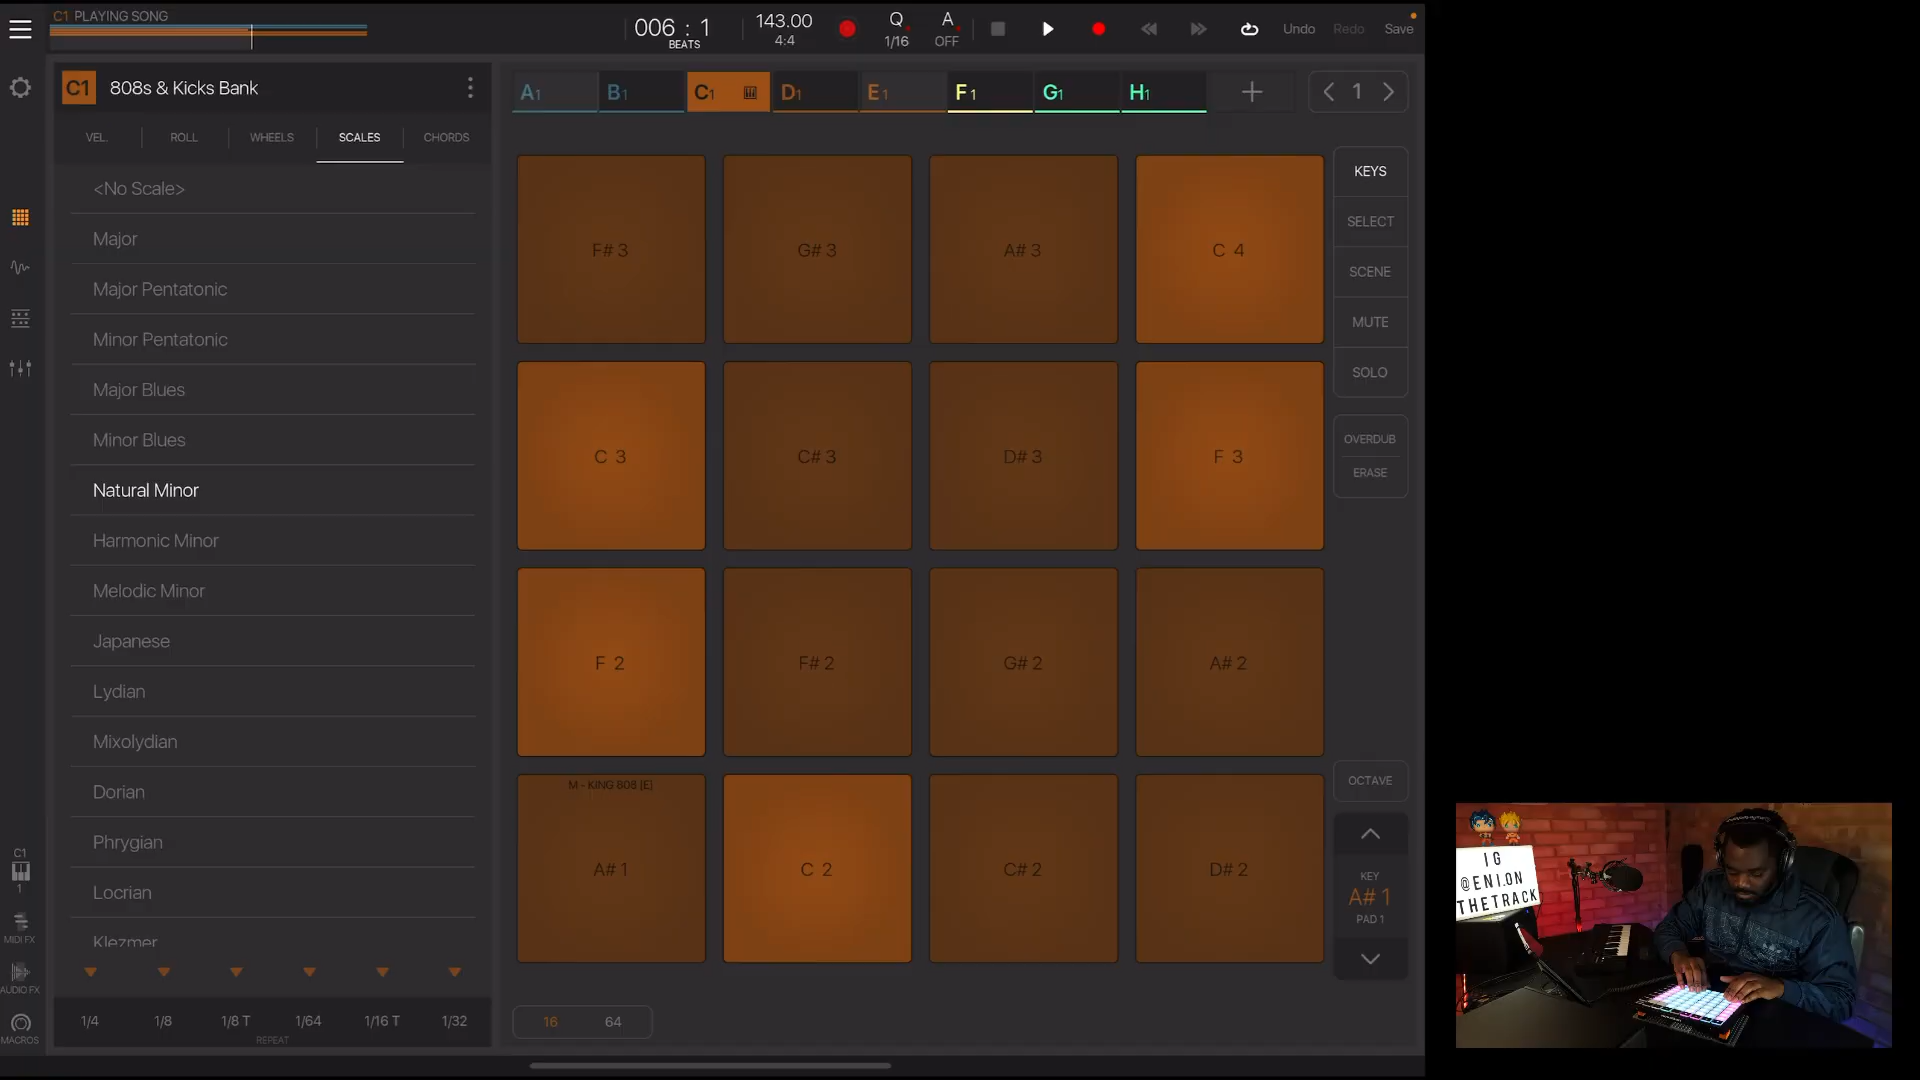 C1 PLAYING SONG
006 : 1
BEATS
143.00
4:4
Q
1/16
A
OFF
Undo
Redo
Save
C1 808s & Kicks Bank
VEL.
ROLL
WHEELS
SCALES
CHORDS
<No Scale>
Major
Major Pentatonic
Minor Pentatonic
Major Blues
Minor Blues
Natural Minor
Harmonic Minor
Melodic Minor
Japanese
Lydian
Mixolydian
Dorian
Phrygian
Locrian
Klezmer
1/4
1/8
1/8 T
1/64
1/16 T
1/32
REPEAT
C1
1
MIDI FX
AUDIO FX
MACROS
A1
B1
C1
D1
E1
F1
G1
H1
1
F# 3
G# 3
A# 3
C 4
C 3
C# 3
D# 3
F 3
F 2
F# 2
G# 2
A# 2
M - KING 808 [E]
A# 1
C 2
C# 2
D# 2
16
64
KEYS
SELECT
SCENE
MUTE
SOLO
OVERDUB
ERASE
OCTAVE
KEY
A# 1
PAD 1
IG
@ENI.ON
THETRACK